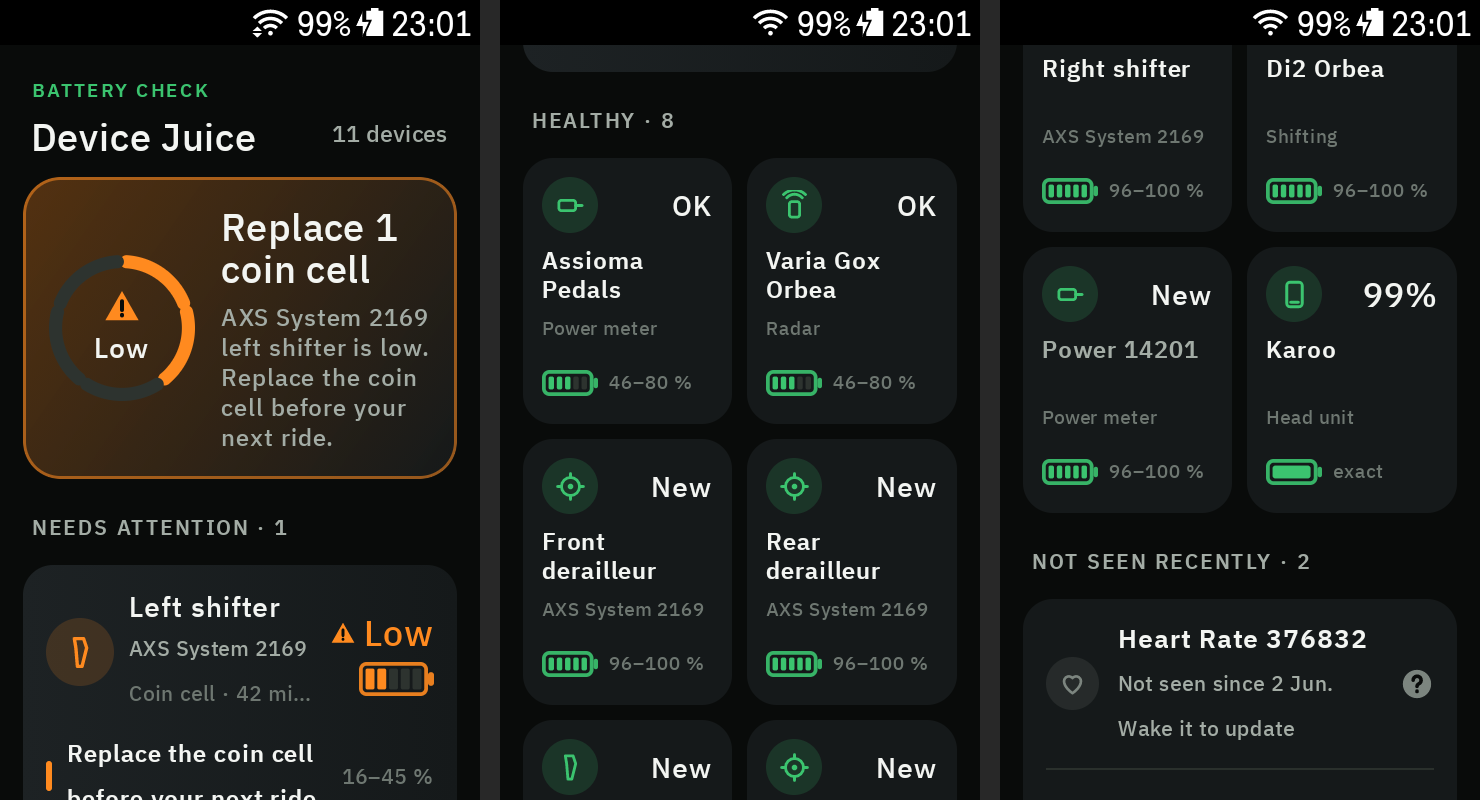 99% 23:01
BATTERY CHECK
Device Juice
11 devices
Replace 1
coin cell
AXS System 2169
left shifter is low.
Replace the coin
cell before your
next ride.
Low
NEEDS ATTENTION · 1
Left shifter
AXS System 2169
Coin cell · 42 mi...
Low
Replace the coin cell
before your next ride
16–45 %
99% 23:01
HEALTHY · 8
OK
Assioma
Pedals
Power meter
46–80 %
OK
Varia Gox
Orbea
Radar
46–80 %
New
Front
derailleur
AXS System 2169
96–100 %
New
Rear
derailleur
AXS System 2169
96–100 %
New
New
99% 23:01
Right shifter
AXS System 2169
96–100 %
Di2 Orbea
Shifting
96–100 %
New
Power 14201
Power meter
96–100 %
99%
Karoo
Head unit
exact
NOT SEEN RECENTLY · 2
Heart Rate 376832
Not seen since 2 Jun.
Wake it to update
?